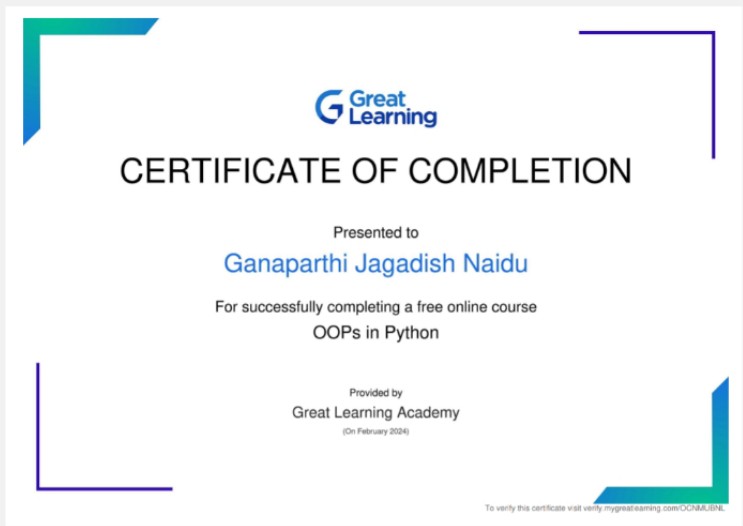 Great
Learning
CERTIFICATE OF COMPLETION
Presented to
Ganaparthi Jagadish Naidu
For successfully completing a free online course
OOPs in Python
Provided by
Great Learning Academy
(On February 2024)
To verify this certificate visit verify.mygreatlearning.com/OCNMUBNL